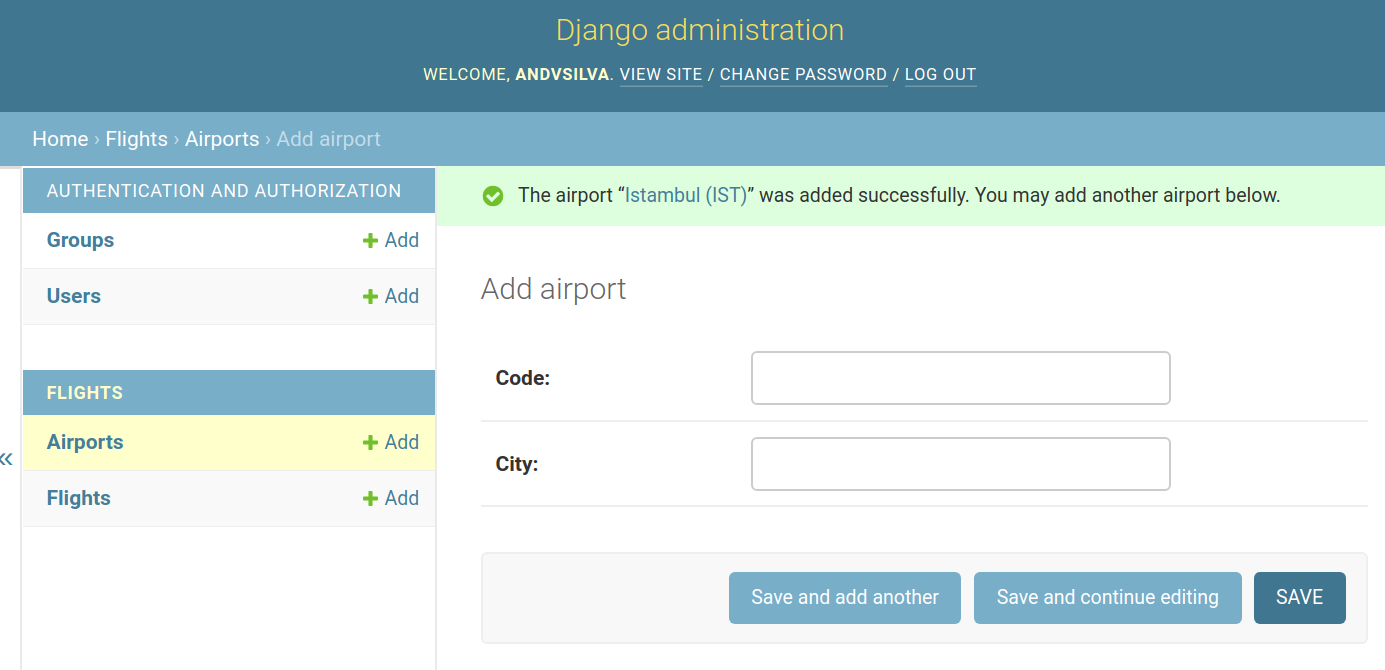 Django administration
WELCOME, ANDVSILVA. VIEW SITE / CHANGE PASSWORD / LOG OUT
Home › Flights › Airports › Add airport
AUTHENTICATION AND AUTHORIZATION
Groups + Add
Users + Add
FLIGHTS
Airports + Add
Flights + Add
«
The airport “Istambul (IST)” was added successfully. You may add another airport below.
Add airport
Code:
City:
Save and add another Save and continue editing SAVE